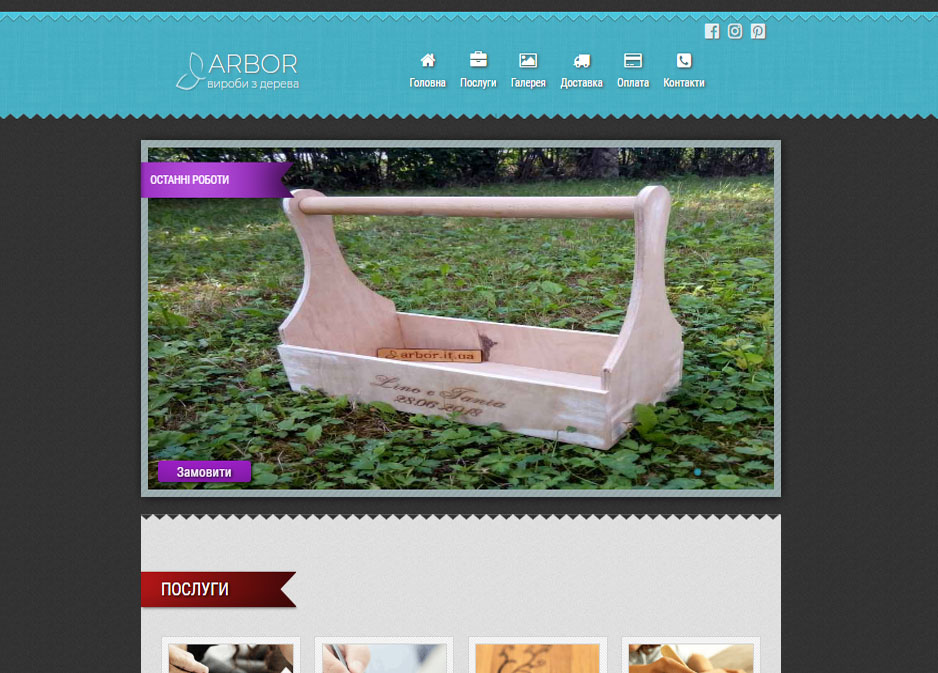 ARBOR
вироби з дерева
Головна
Послуги
Галерея
Доставка
Оплата
Контакти
ОСТАННІ РОБОТИ
arbor.if.ua
Lino e Tania
28.06.2018
Замовити
ПОСЛУГИ